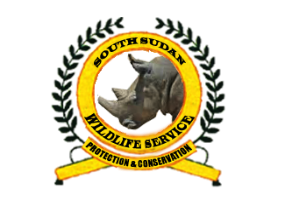 SOUTH SUDAN
WILDLIFE SERVICE
PROTECTION & CONSERVATION